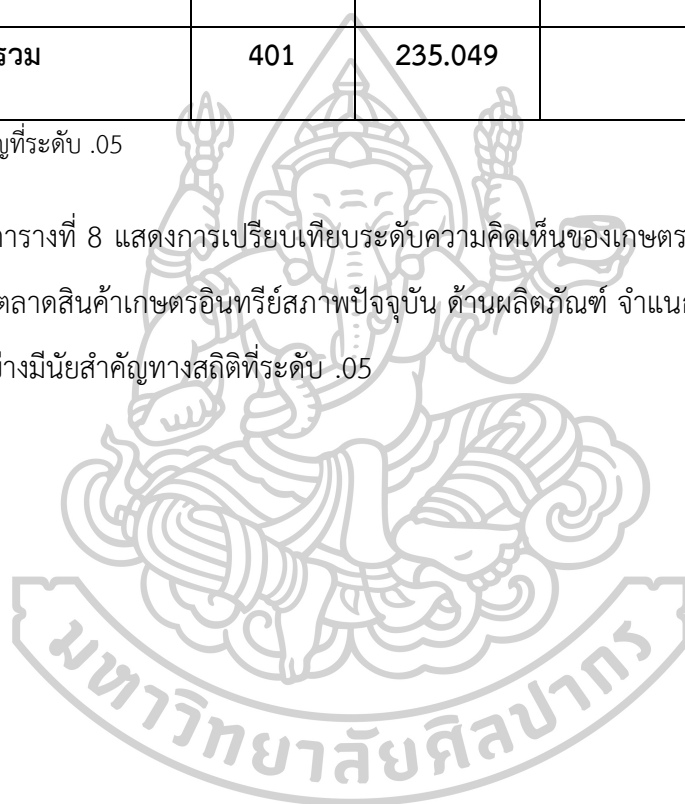 รวม 401 235.049
ญที่ระดับ .05
ารางที่ 8 แสดงการเปรียบเทียบระดับความคิดเห็นของเกษตร
ตลาดสินค้าเกษตรอินทรีย์สภาพปัจจุบัน ด้านผลิตภัณฑ์ จำแน
างมีนัยสำคัญทางสถิติที่ระดับ .05
มหาวิทยาลัยศิลปากร